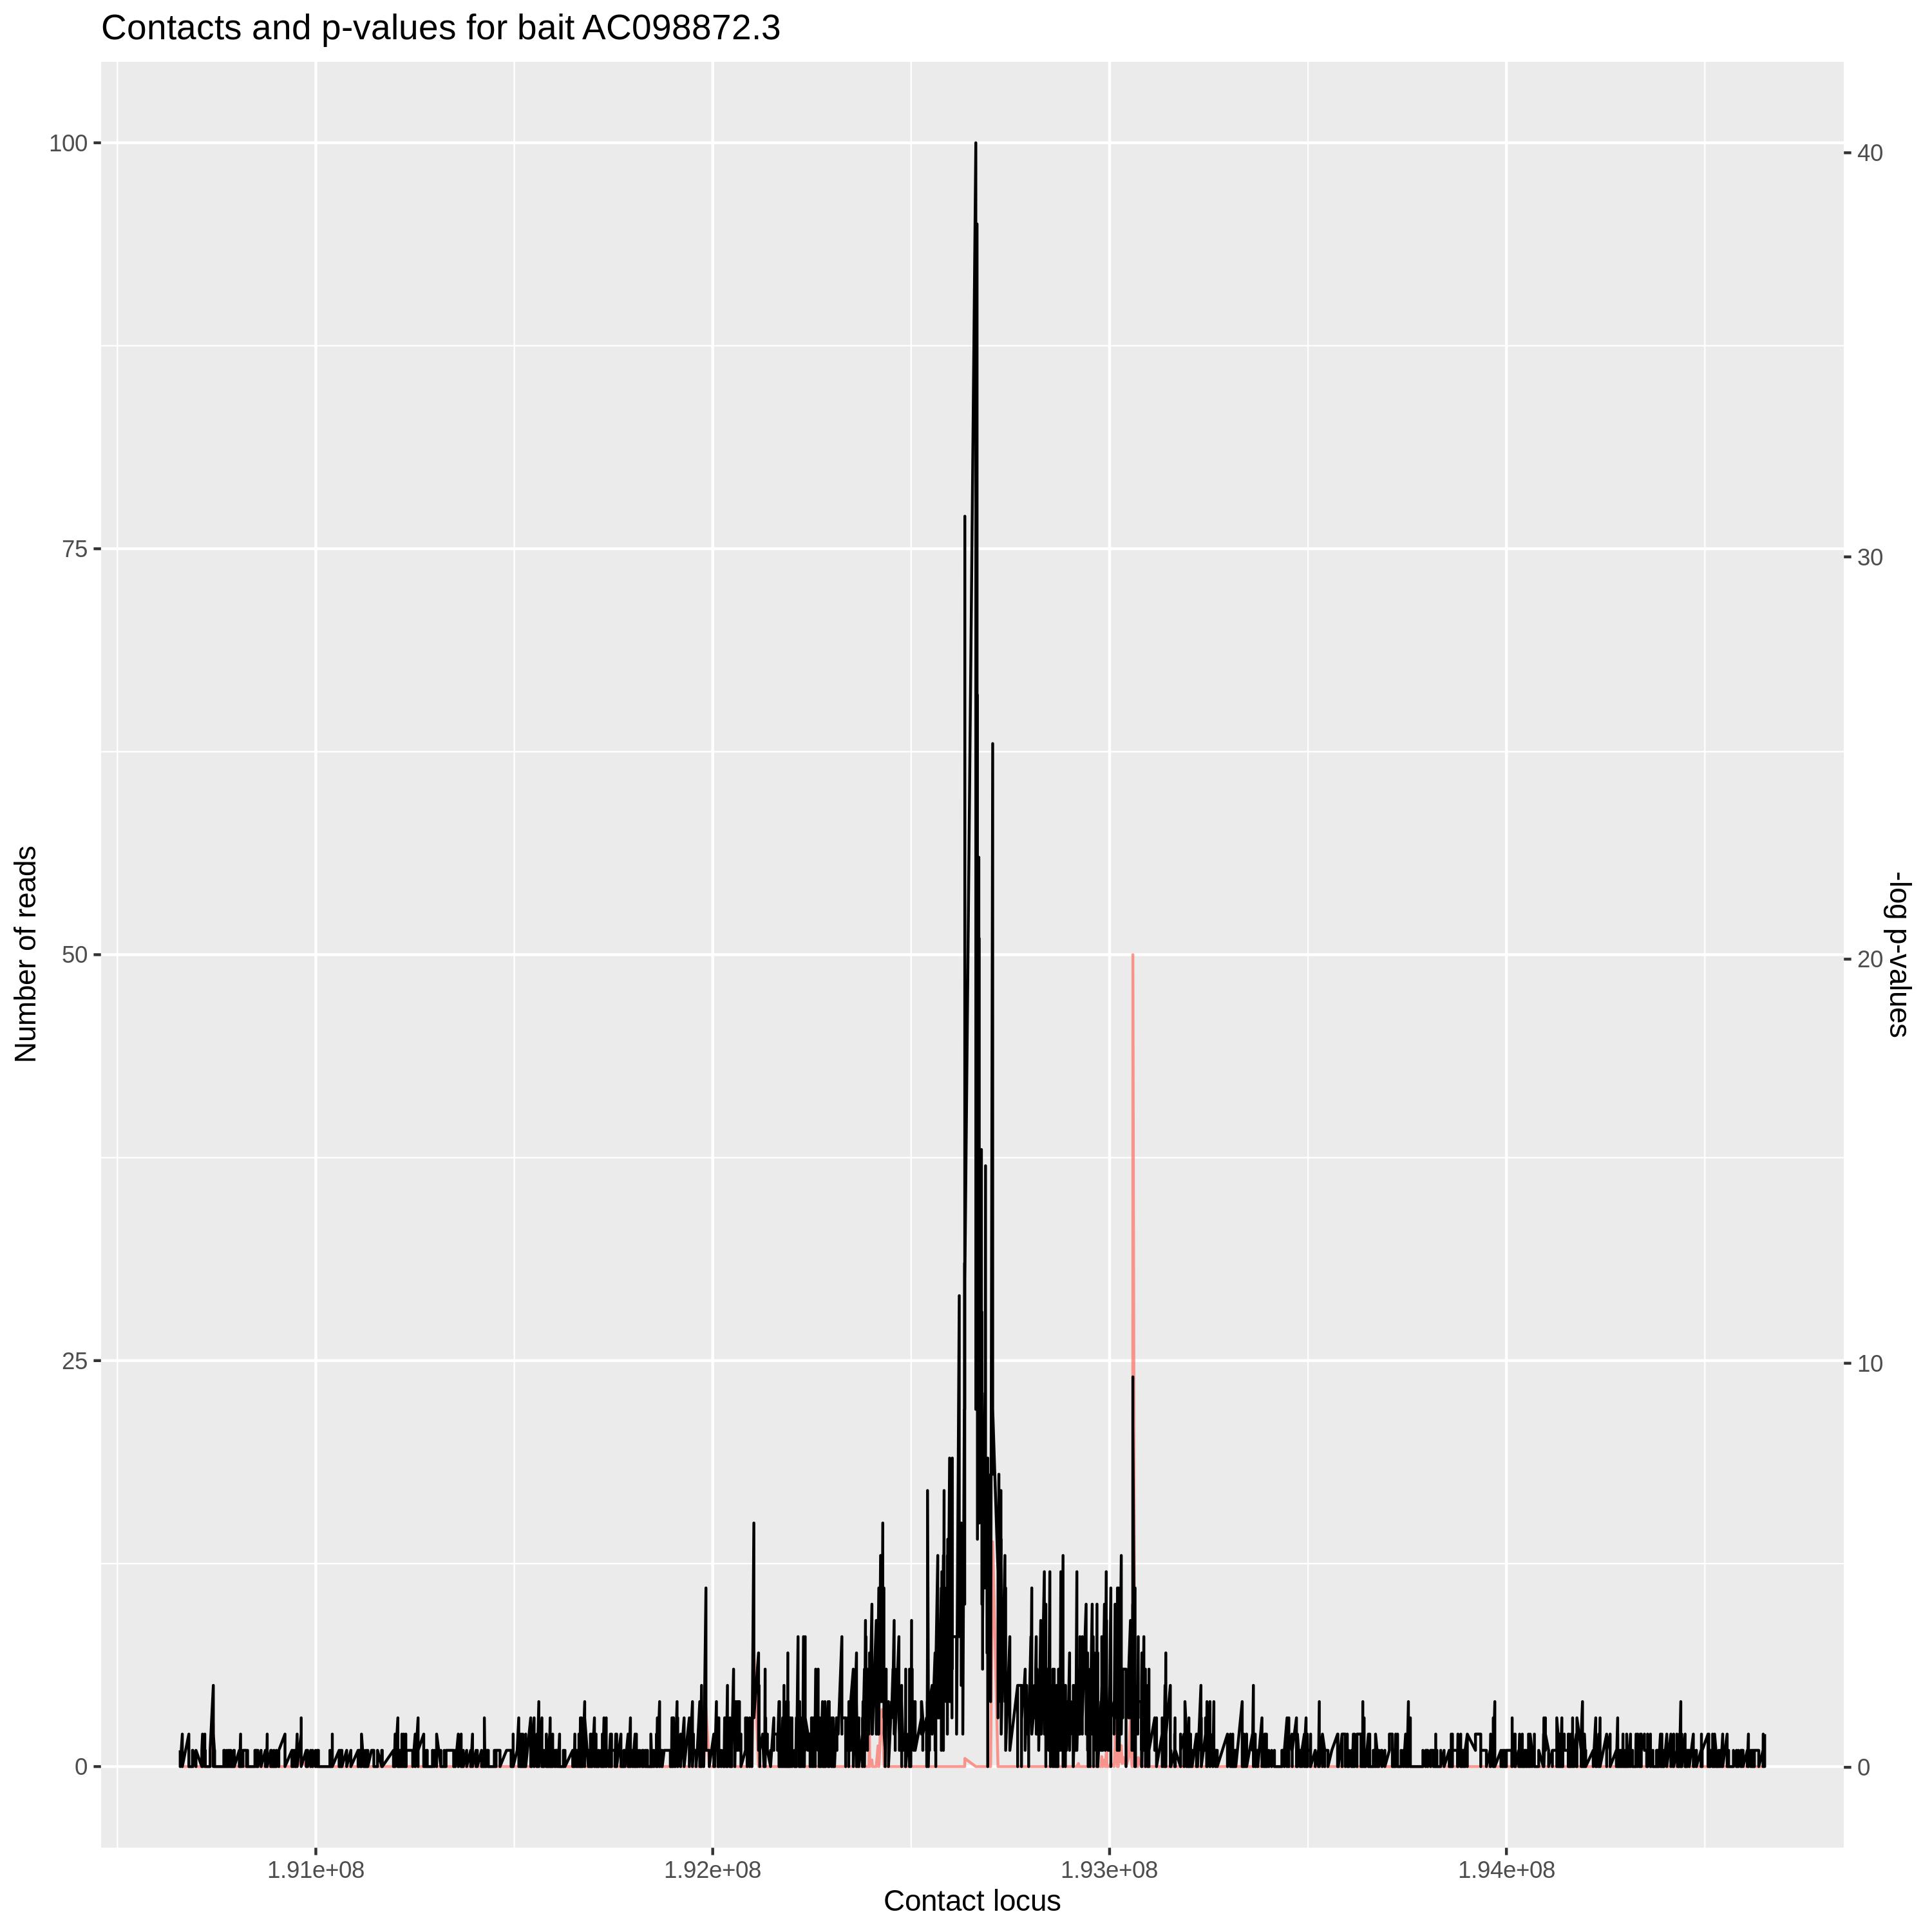 Contacts and p-values for bait AC098872.3
100
75
50
25
0
40
30
20
10
0
Number of reads
-log p-values
1.91e+08
1.92e+08
1.93e+08
1.94e+08
Contact locus